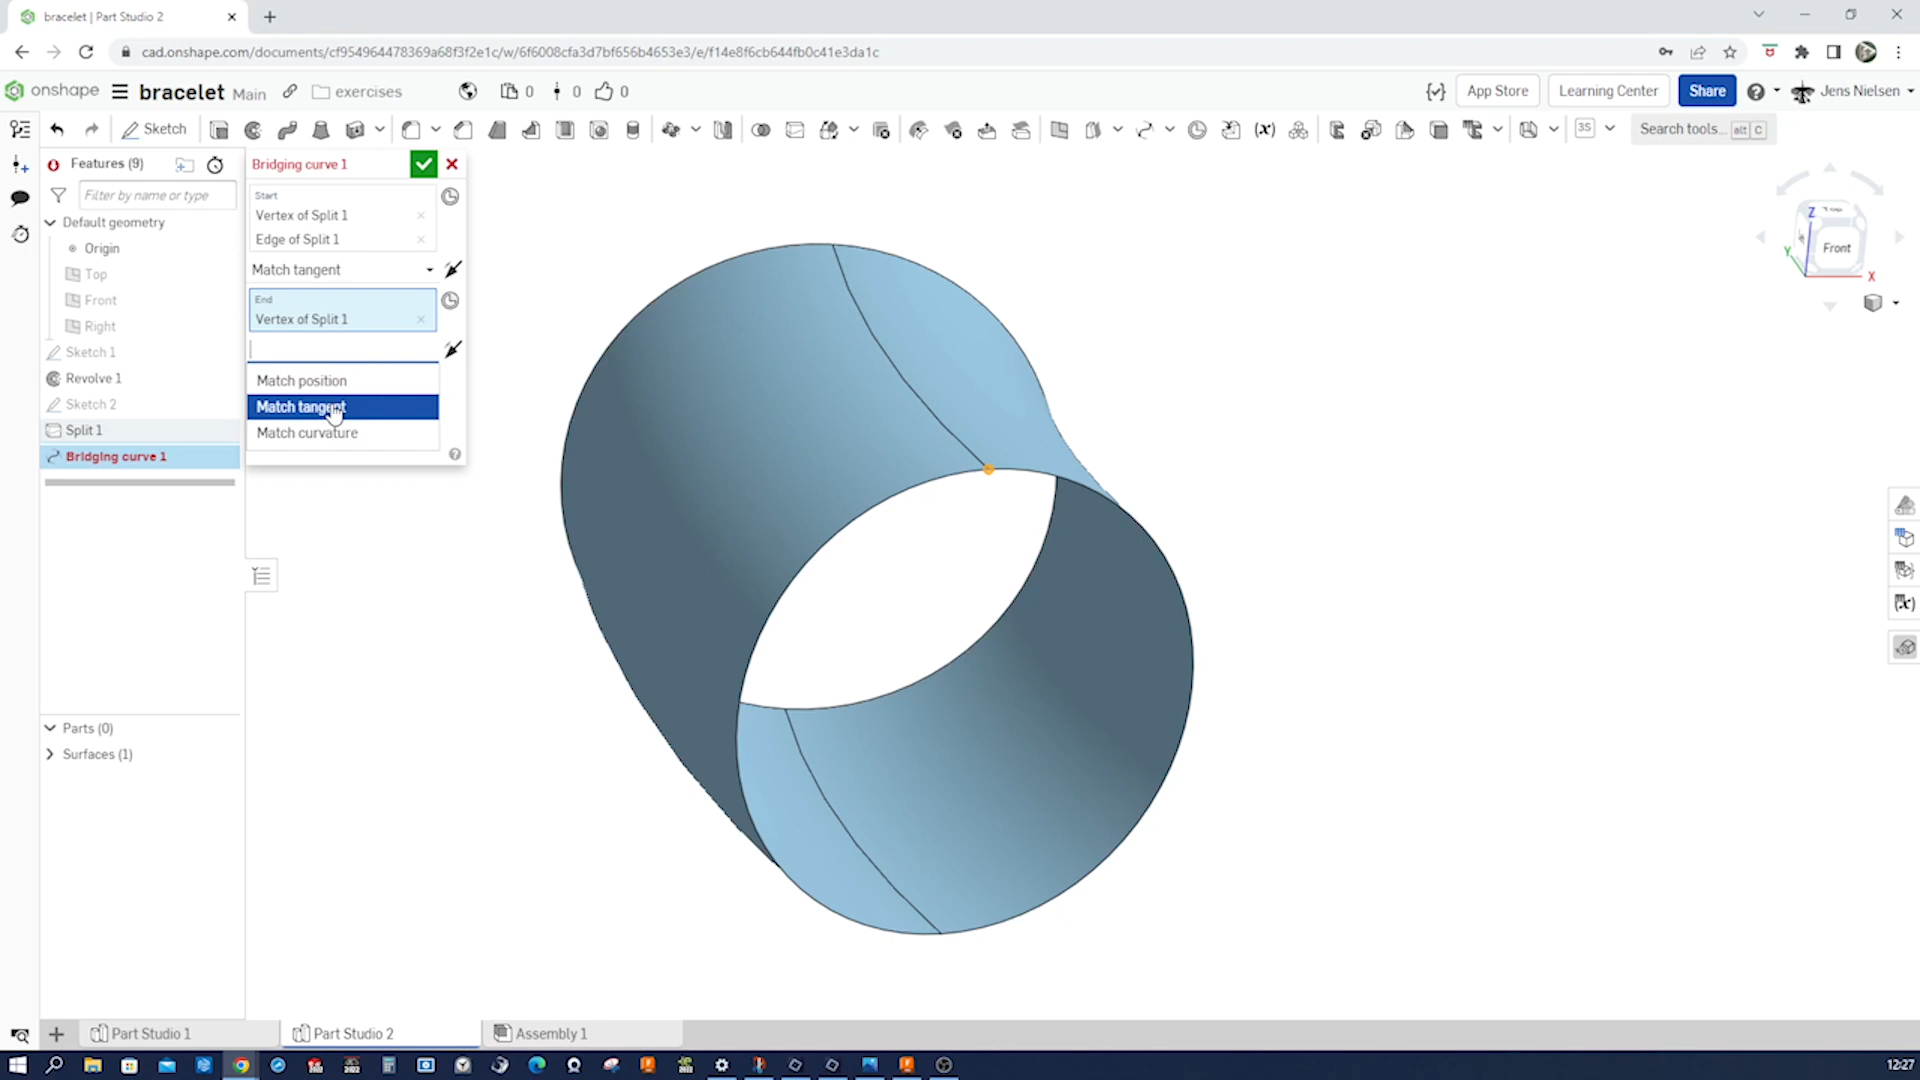 bracelet | Part Studio 2
cad.onshape.com/documents/cf954964478369a68f3f2e1c/w/6f6008cfa3d7bf656b4653e3/e/f14e8f6cb644fb0c41e3da1c
onshape bracelet Main exercises 0 0 0 App Store Learning Center Share Jens Nielsen
Sketch Search tools... alt C
Features (9)
Filter by name or type
Default geometry
Origin
Top
Front
Right
Sketch 1
Revolve 1
Sketch 2
Split 1
Bridging curve 1
Parts (0)
Surfaces (1)
Bridging curve 1
Start
Vertex of Split 1
Edge of Split 1
Match tangent
End
Vertex of Split 1
Match position
Match tangent
Match curvature
Z
Top
Front
Y
X
Part Studio 1
Part Studio 2
Assembly 1
12:27